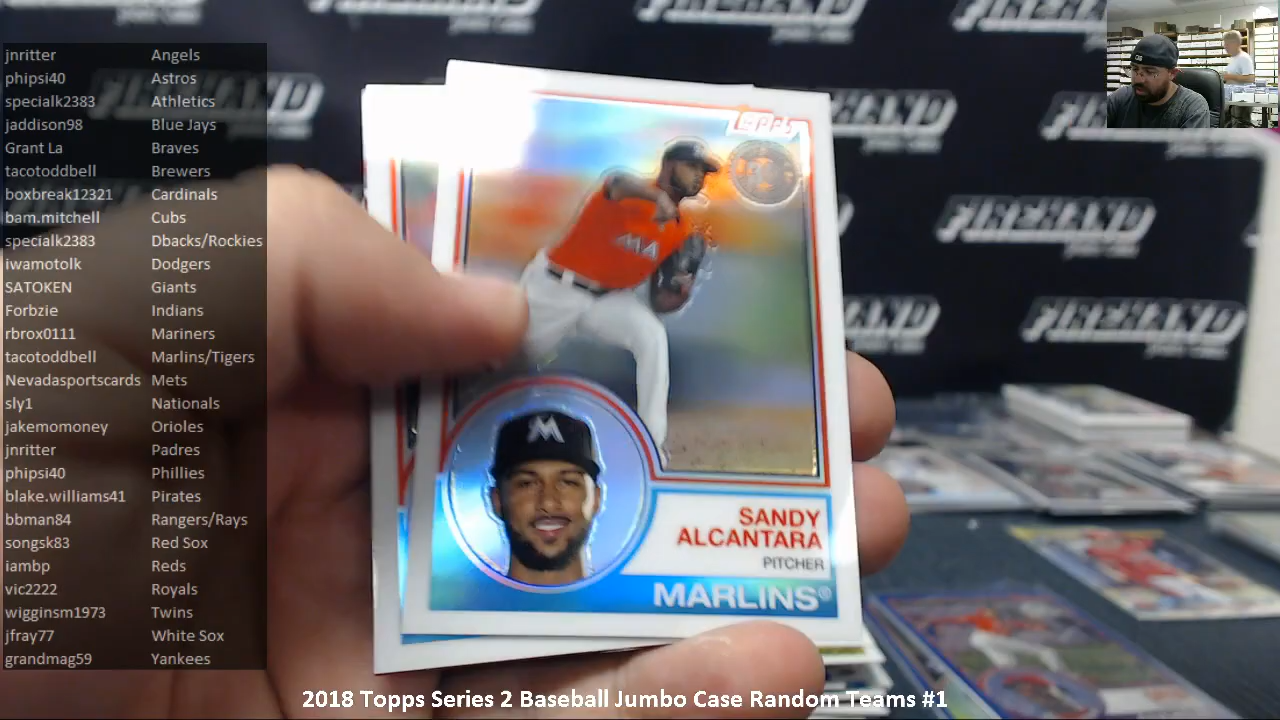 jnritter Angels
phipsi40 Astros
specialk2383 Athletics
jaddison98 Blue Jays
Grant La Braves
tacotoddbell Brewers
boxbreak12321 Cardinals
bam.mitchell Cubs
specialk2383 Dbacks/Rockies
iwamotolk Dodgers
SATOKEN Giants
Forbzie Indians
rbrox0111 Mariners
tacotoddbell Marlins/Tigers
Nevadasportscards Mets
sly1 Nationals
jakemomoney Orioles
jnritter Padres
phipsi40 Phillies
blake.williams41 Pirates
bbman84 Rangers/Rays
songsk83 Red Sox
iambp Reds
vic2222 Royals
wigginsm1973 Twins
jfray77 White Sox
grandmag59 Yankees
Topps
SANDY
ALCANTARA
PITCHER
MARLINS®
FIREHAND
FIREHAND
FIREHAND
FIREHAND
2018 Topps Series 2 Baseball Jumbo Case Random Teams #1